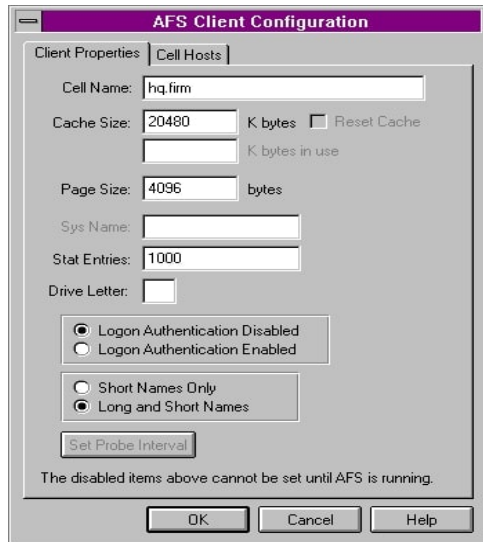 AFS Client Configuration
Client Properties Cell Hosts
Cell Name: hq.firm
Cache Size: 20480 K bytes Reset Cache
K bytes in use
Page Size: 4096 bytes
Sys Name:
Stat Entries: 1000
Drive Letter:
Logon Authentication Disabled
Logon Authentication Enabled
Short Names Only
Long and Short Names
Set Probe Interval
The disabled items above cannot be set until AFS is running.
OK Cancel Help